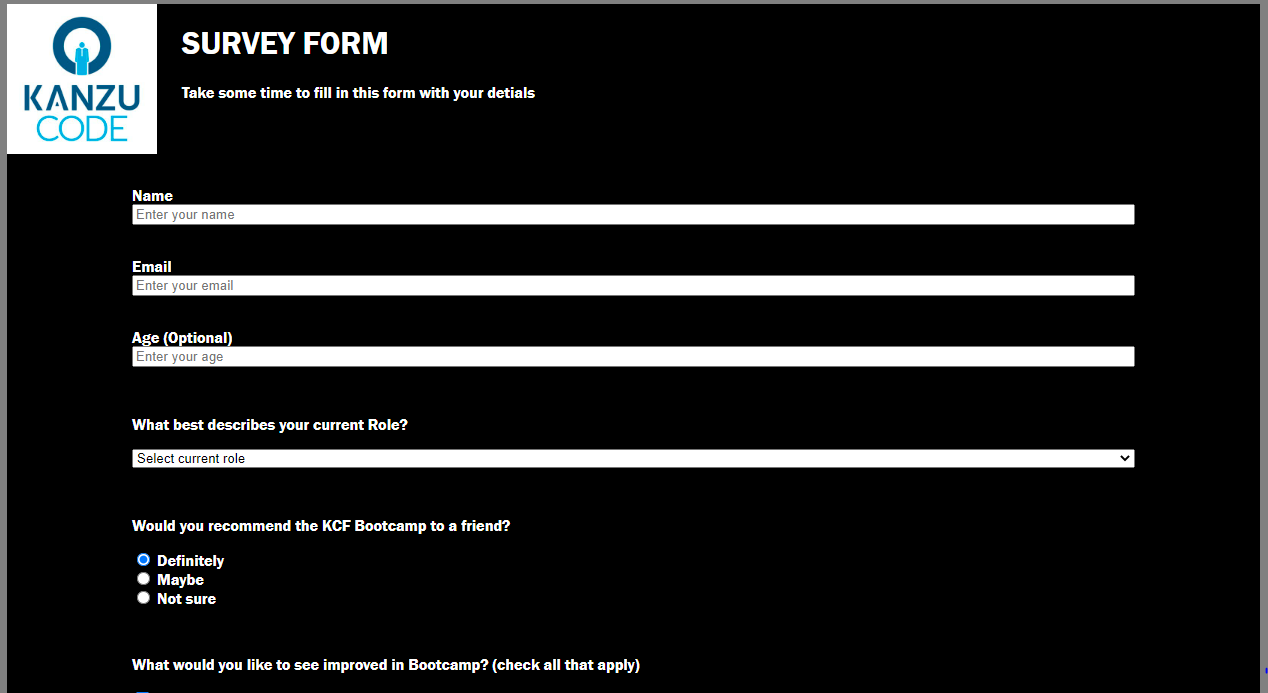 KANZU
CODE
SURVEY FORM
Take some time to fill in this form with your detials
Name
Enter your name
Email
Enter your email
Age (Optional)
Enter your age
What best describes your current Role?
Select current role
Would you recommend the KCF Bootcamp to a friend?
Definitely
Maybe
Not sure
What would you like to see improved in Bootcamp? (check all that apply)